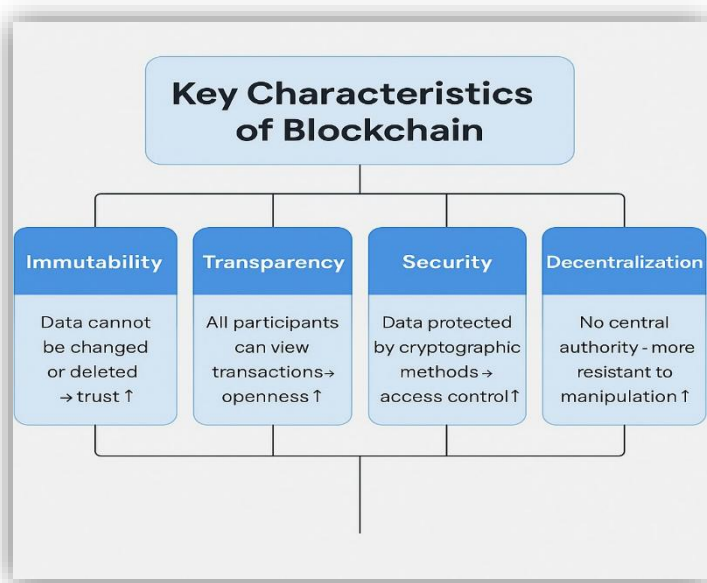 Key Characteristics
of Blockchain
Immutability
Data cannot
be changed
or deleted
→ trust ↑
Transparency
All participants
can view
transactions→
openness ↑
Security
Data protected
by cryptographic
methods →
access control↑
Decentralization
No central
authority - more
resistant to
manipulation ↑